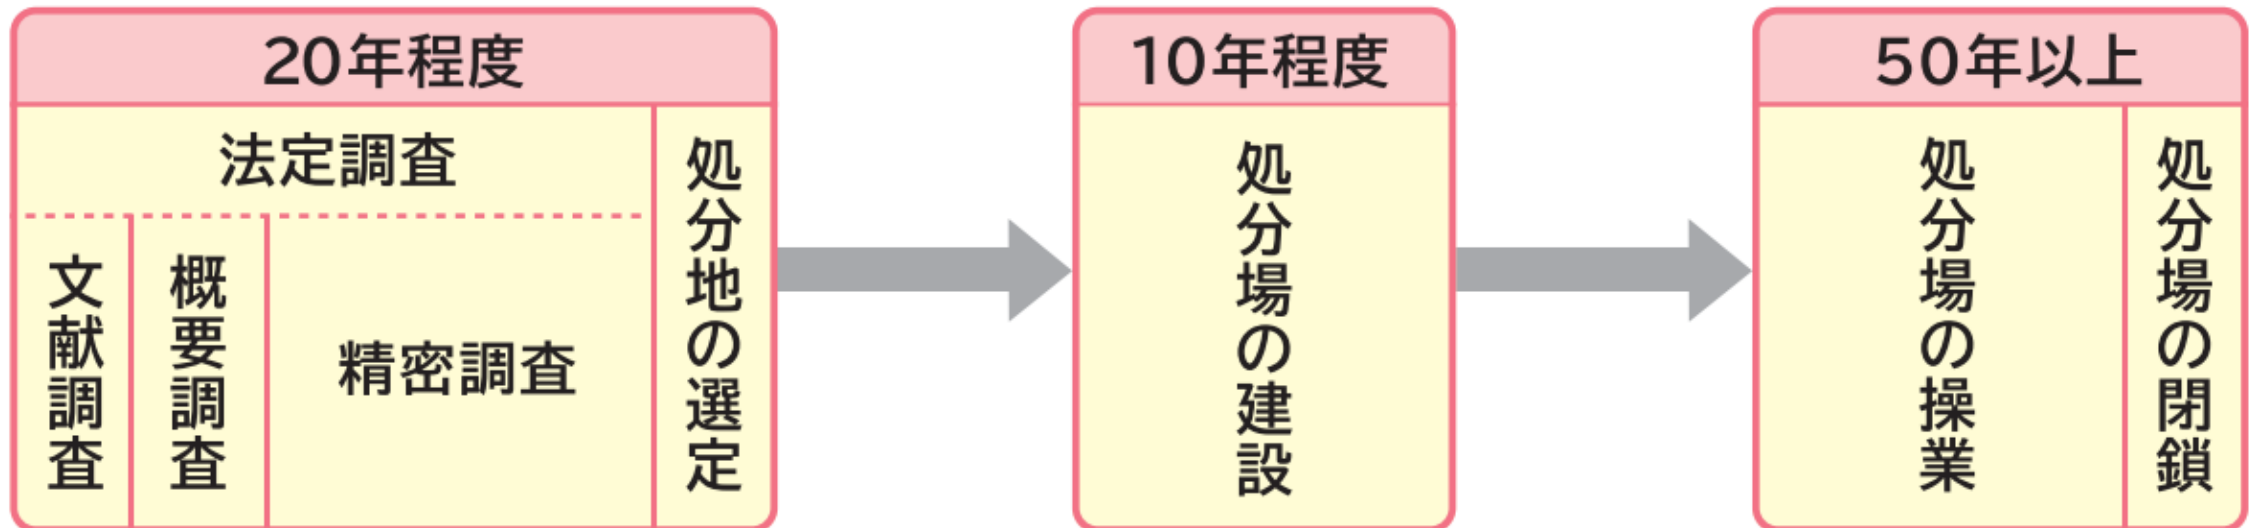 20年程度
法定調査
文献調査
概要調査
精密調査
処分地の選定
10年程度
処分場の建設
50年以上
処分場の操業
処分場の閉鎖